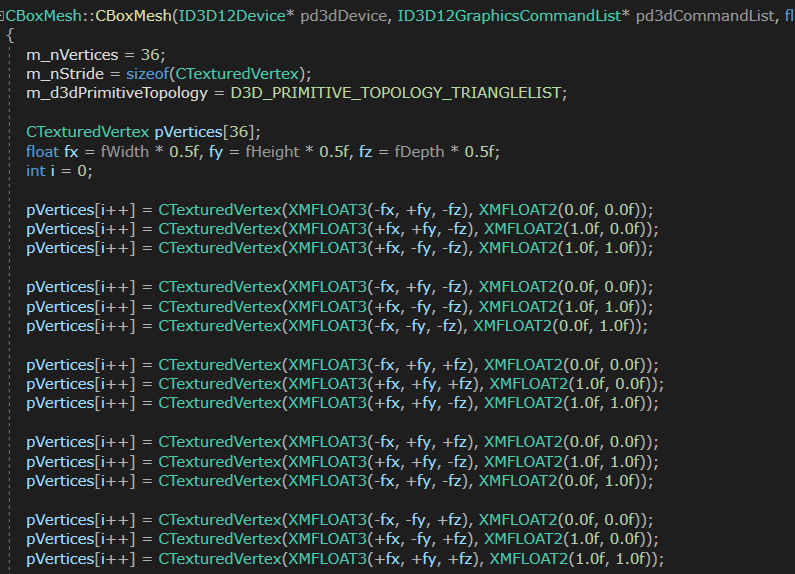 CBoxMesh::CBoxMesh(ID3D12Device* pd3dDevice, ID3D12GraphicsCommandList* pd3dCommandList, fl
{
m_nVertices = 36;
m_nStride = sizeof(CTexturedVertex);
m_d3dPrimitiveTopology = D3D_PRIMITIVE_TOPOLOGY_TRIANGLELIST;
CTexturedVertex pVertices[36];
float fx = fWidth * 0.5f, fy = fHeight * 0.5f, fz = fDepth * 0.5f;
int i = 0;
pVertices[i++] = CTexturedVertex(XMFLOAT3(-fx, +fy, -fz), XMFLOAT2(0.0f, 0.0f));
pVertices[i++] = CTexturedVertex(XMFLOAT3(+fx, +fy, -fz), XMFLOAT2(1.0f, 0.0f));
pVertices[i++] = CTexturedVertex(XMFLOAT3(+fx, -fy, -fz), XMFLOAT2(1.0f, 1.0f));
pVertices[i++] = CTexturedVertex(XMFLOAT3(-fx, +fy, -fz), XMFLOAT2(0.0f, 0.0f));
pVertices[i++] = CTexturedVertex(XMFLOAT3(+fx, -fy, -fz), XMFLOAT2(1.0f, 1.0f));
pVertices[i++] = CTexturedVertex(XMFLOAT3(-fx, -fy, -fz), XMFLOAT2(0.0f, 1.0f));
pVertices[i++] = CTexturedVertex(XMFLOAT3(-fx, +fy, +fz), XMFLOAT2(0.0f, 0.0f));
pVertices[i++] = CTexturedVertex(XMFLOAT3(+fx, +fy, +fz), XMFLOAT2(1.0f, 0.0f));
pVertices[i++] = CTexturedVertex(XMFLOAT3(+fx, +fy, -fz), XMFLOAT2(1.0f, 1.0f));
pVertices[i++] = CTexturedVertex(XMFLOAT3(-fx, +fy, +fz), XMFLOAT2(0.0f, 0.0f));
pVertices[i++] = CTexturedVertex(XMFLOAT3(+fx, +fy, -fz), XMFLOAT2(1.0f, 1.0f));
pVertices[i++] = CTexturedVertex(XMFLOAT3(-fx, +fy, -fz), XMFLOAT2(0.0f, 1.0f));
pVertices[i++] = CTexturedVertex(XMFLOAT3(-fx, -fy, +fz), XMFLOAT2(0.0f, 0.0f));
pVertices[i++] = CTexturedVertex(XMFLOAT3(+fx, -fy, +fz), XMFLOAT2(1.0f, 0.0f));
pVertices[i++] = CTexturedVertex(XMFLOAT3(+fx, +fy, +fz), XMFLOAT2(1.0f, 1.0f));